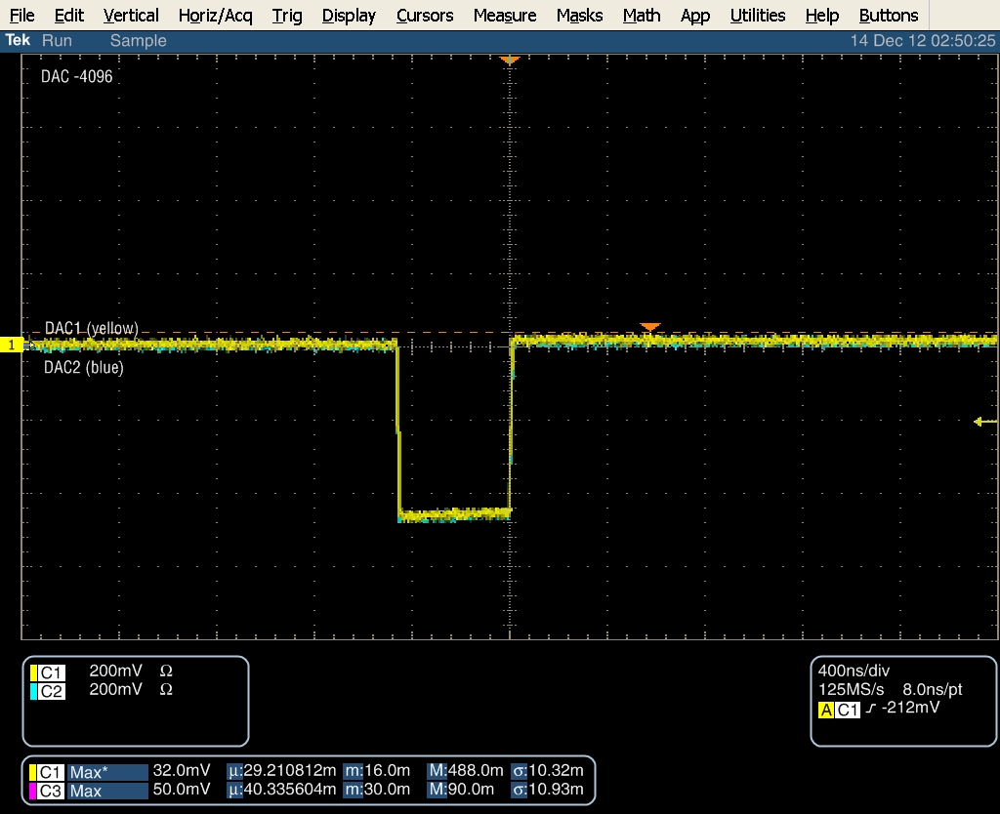 File Edit Vertical Horiz/Acq Trig Display Cursors Measure Masks Math App Utilities Help Buttons
Tek Run Sample 14 Dec 12 02:50:25
DAC -4096
DAC1 (yellow)
1
DAC2 (blue)
C1 200mV Ω
C2 200mV Ω
400ns/div
125MS/s 8.0ns/pt
A C1 -212mV
C1 Max* 32.0mV μ:29.210812m m:16.0m M:488.0m σ:10.32m
C3 Max 50.0mV μ:40.335604m m:30.0m M:90.0m σ:10.93m